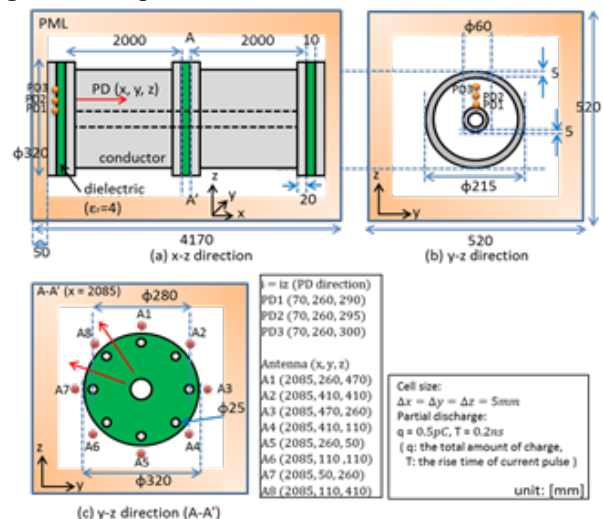 PML
2000
A
2000
10
PD3
PD2
PD1
PD (x, y, z)
ϕ320
conductor
dielectric
(εr=4)
A'
z
y
x
20
50
4170
(a) x-z direction
ϕ60
5
PD3
PD2
PD1
520
5
z
y
ϕ215
520
(b) y-z direction
A-A' (x = 2085)
ϕ280
A1
A8
A2
A7
A3
ϕ25
A6
A4
A5
z
y
ϕ320
(c) y-z direction (A-A')
i = iz (PD direction)
PD1 (70, 260, 290)
PD2 (70, 260, 295)
PD3 (70, 260, 300)
Antenna (x, y, z)
A1 (2085, 260, 470)
A2 (2085, 410, 410)
A3 (2085, 470, 260)
A4 (2085, 410, 110)
A5 (2085, 260, 50)
A6 (2085, 110, 110)
A7 (2085, 50, 260)
A8 (2085, 110, 410)
Cell size:
Δx = Δy = Δz = 5mm
Partial discharge:
q = 0.5pC, T = 0.2ns
( q: the total amount of charge,
T: the rise time of current pulse )
unit: [mm]